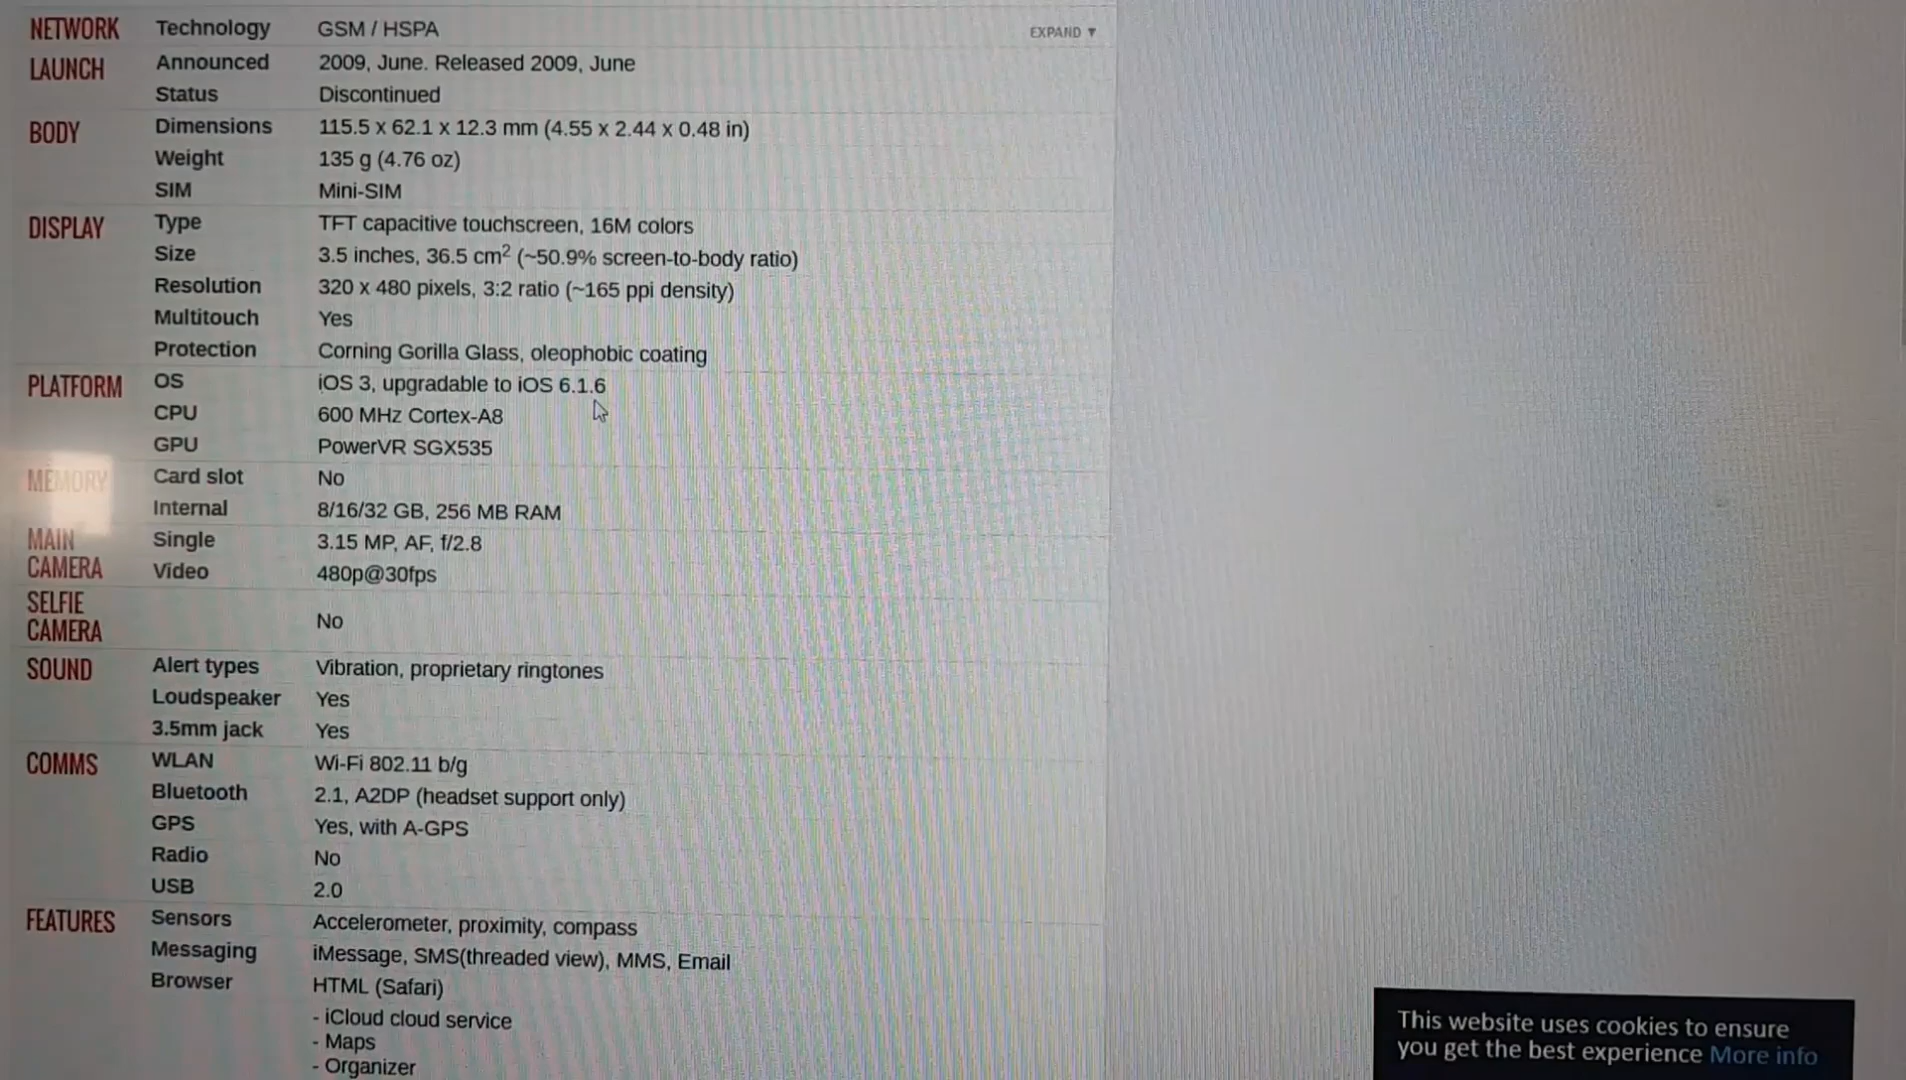 NETWORK Technology GSM / HSPA EXPAND ▼
LAUNCH Announced 2009, June. Released 2009, June
Status Discontinued
BODY Dimensions 115.5 x 62.1 x 12.3 mm (4.55 x 2.44 x 0.48 in)
Weight 135 g (4.76 oz)
SIM Mini-SIM
DISPLAY Type TFT capacitive touchscreen, 16M colors
Size 3.5 inches, 36.5 cm² (~50.9% screen-to-body ratio)
Resolution 320 x 480 pixels, 3:2 ratio (~165 ppi density)
Multitouch Yes
Protection Corning Gorilla Glass, oleophobic coating
PLATFORM OS iOS 3, upgradable to iOS 6.1.6
CPU 600 MHz Cortex-A8
GPU PowerVR SGX535
MEMORY Card slot No
Internal 8/16/32 GB, 256 MB RAM
MAIN CAMERA Single 3.15 MP, AF, f/2.8
Video 480p@30fps
SELFIE CAMERA No
SOUND Alert types Vibration, proprietary ringtones
Loudspeaker Yes
3.5mm jack Yes
COMMS WLAN Wi-Fi 802.11 b/g
Bluetooth 2.1, A2DP (headset support only)
GPS Yes, with A-GPS
Radio No
USB 2.0
FEATURES Sensors Accelerometer, proximity, compass
Messaging iMessage, SMS(threaded view), MMS, Email
Browser HTML (Safari)
- iCloud cloud service
- Maps
- Organizer
This website uses cookies to ensure
you get the best experience More info